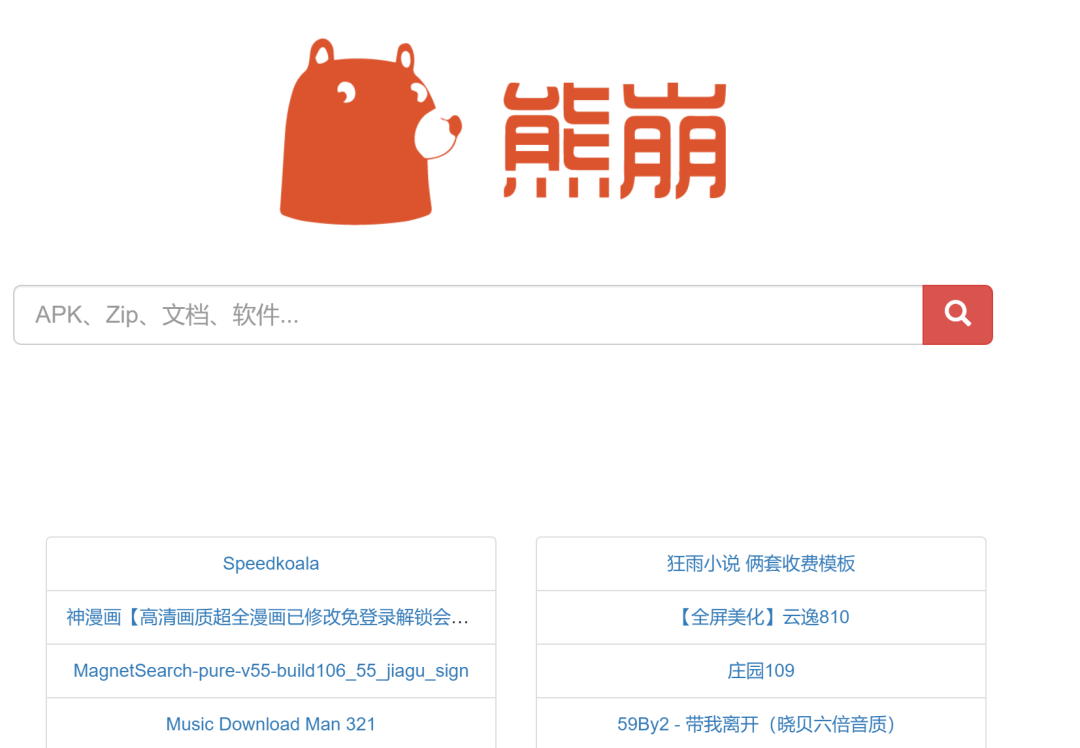 熊崩
APK、Zip、文档、软件...
Speedkoala
狂雨小说 俩套收费模板
神漫画【高清画质超全漫画已修改免登录解锁会...
【全屏美化】云逸810
MagnetSearch-pure-v55-build106_55_jiagu_sign
庄园109
Music Download Man 321
59By2 - 带我离开（晓贝六倍音质）